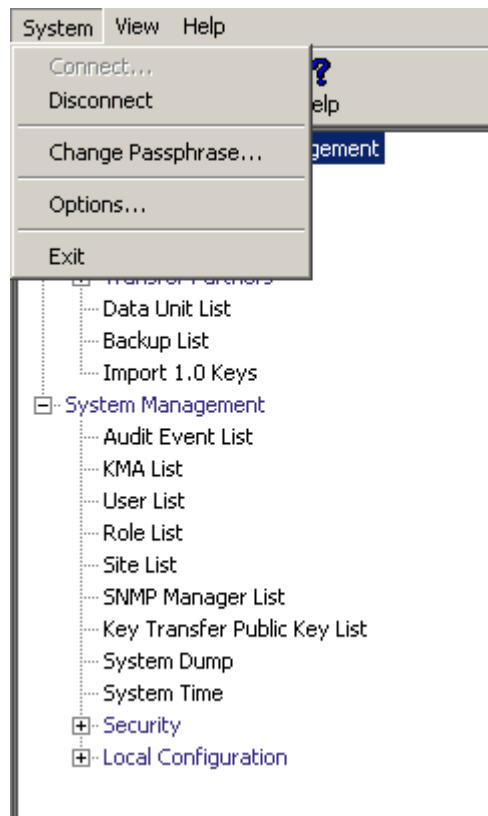 System View Help
Connect...
Disconnect
elp
Change Passphrase...
gement
Options...
Exit
Transfer Partners
Data Unit List
Backup List
Import 1.0 Keys
System Management
Audit Event List
KMA List
User List
Role List
Site List
SNMP Manager List
Key Transfer Public Key List
System Dump
System Time
Security
Local Configuration